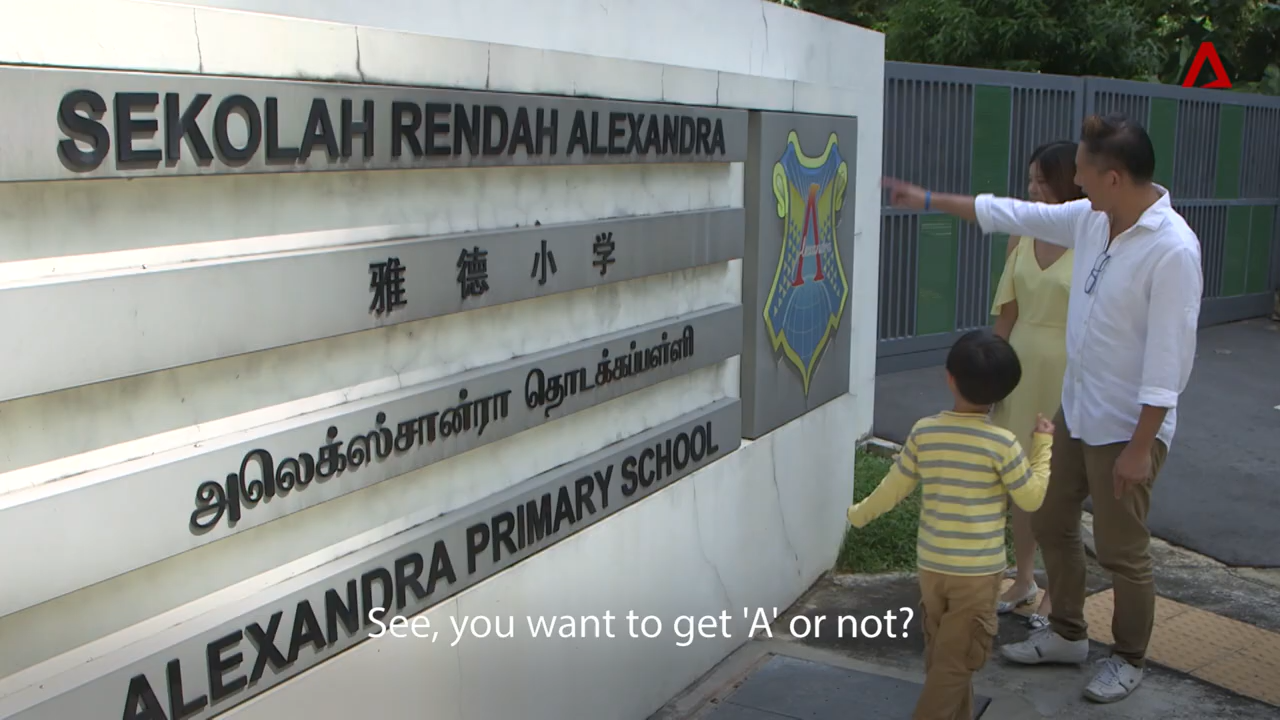 SEKOLAH RENDAH ALEXANDRA
雅德小学
அலெக்ஸ்சான்ரா தொடக்கப்பள்ளி
ALEXANDRA PRIMARY SCHOOL
See, you want to get 'A' or not?